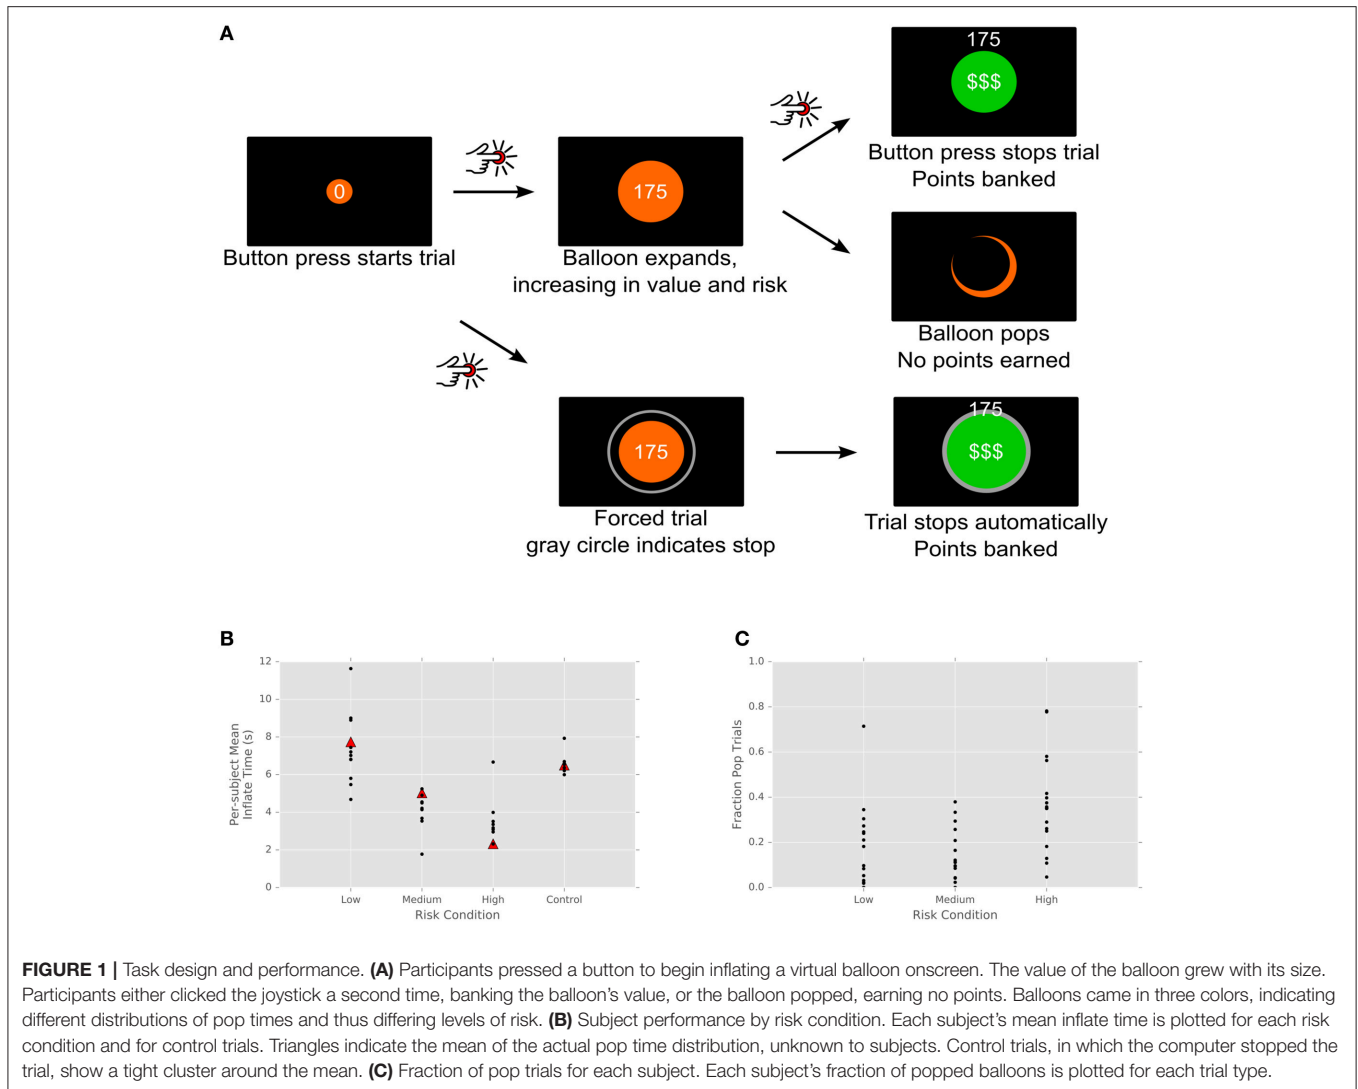 A
0
Button press starts trial
175
Balloon expands,
increasing in value and risk
175
$$$
Button press stops trial
Points banked
Balloon pops
No points earned
175
Forced trial
gray circle indicates stop
175
$$$
Trial stops automatically
Points banked
B
Per-subject Mean
Inflate Time (s)
12
10
8
6
4
2
0
Low Medium High Control
Risk Condition
C
Fraction Pop Trials
1.0
0.8
0.6
0.4
0.2
0.0
Low Medium High
Risk Condition
FIGURE 1 | Task design and performance. (A) Participants pressed a button to begin inflating a virtual balloon onscreen. The value of the balloon grew with its size.
Participants either clicked the joystick a second time, banking the balloon's value, or the balloon popped, earning no points. Balloons came in three colors, indicating
different distributions of pop times and thus differing levels of risk. (B) Subject performance by risk condition. Each subject's mean inflate time is plotted for each risk
condition and for control trials. Triangles indicate the mean of the actual pop time distribution, unknown to subjects. Control trials, in which the computer stopped the
trial, show a tight cluster around the mean. (C) Fraction of pop trials for each subject. Each subject's fraction of popped balloons is plotted for each trial type.